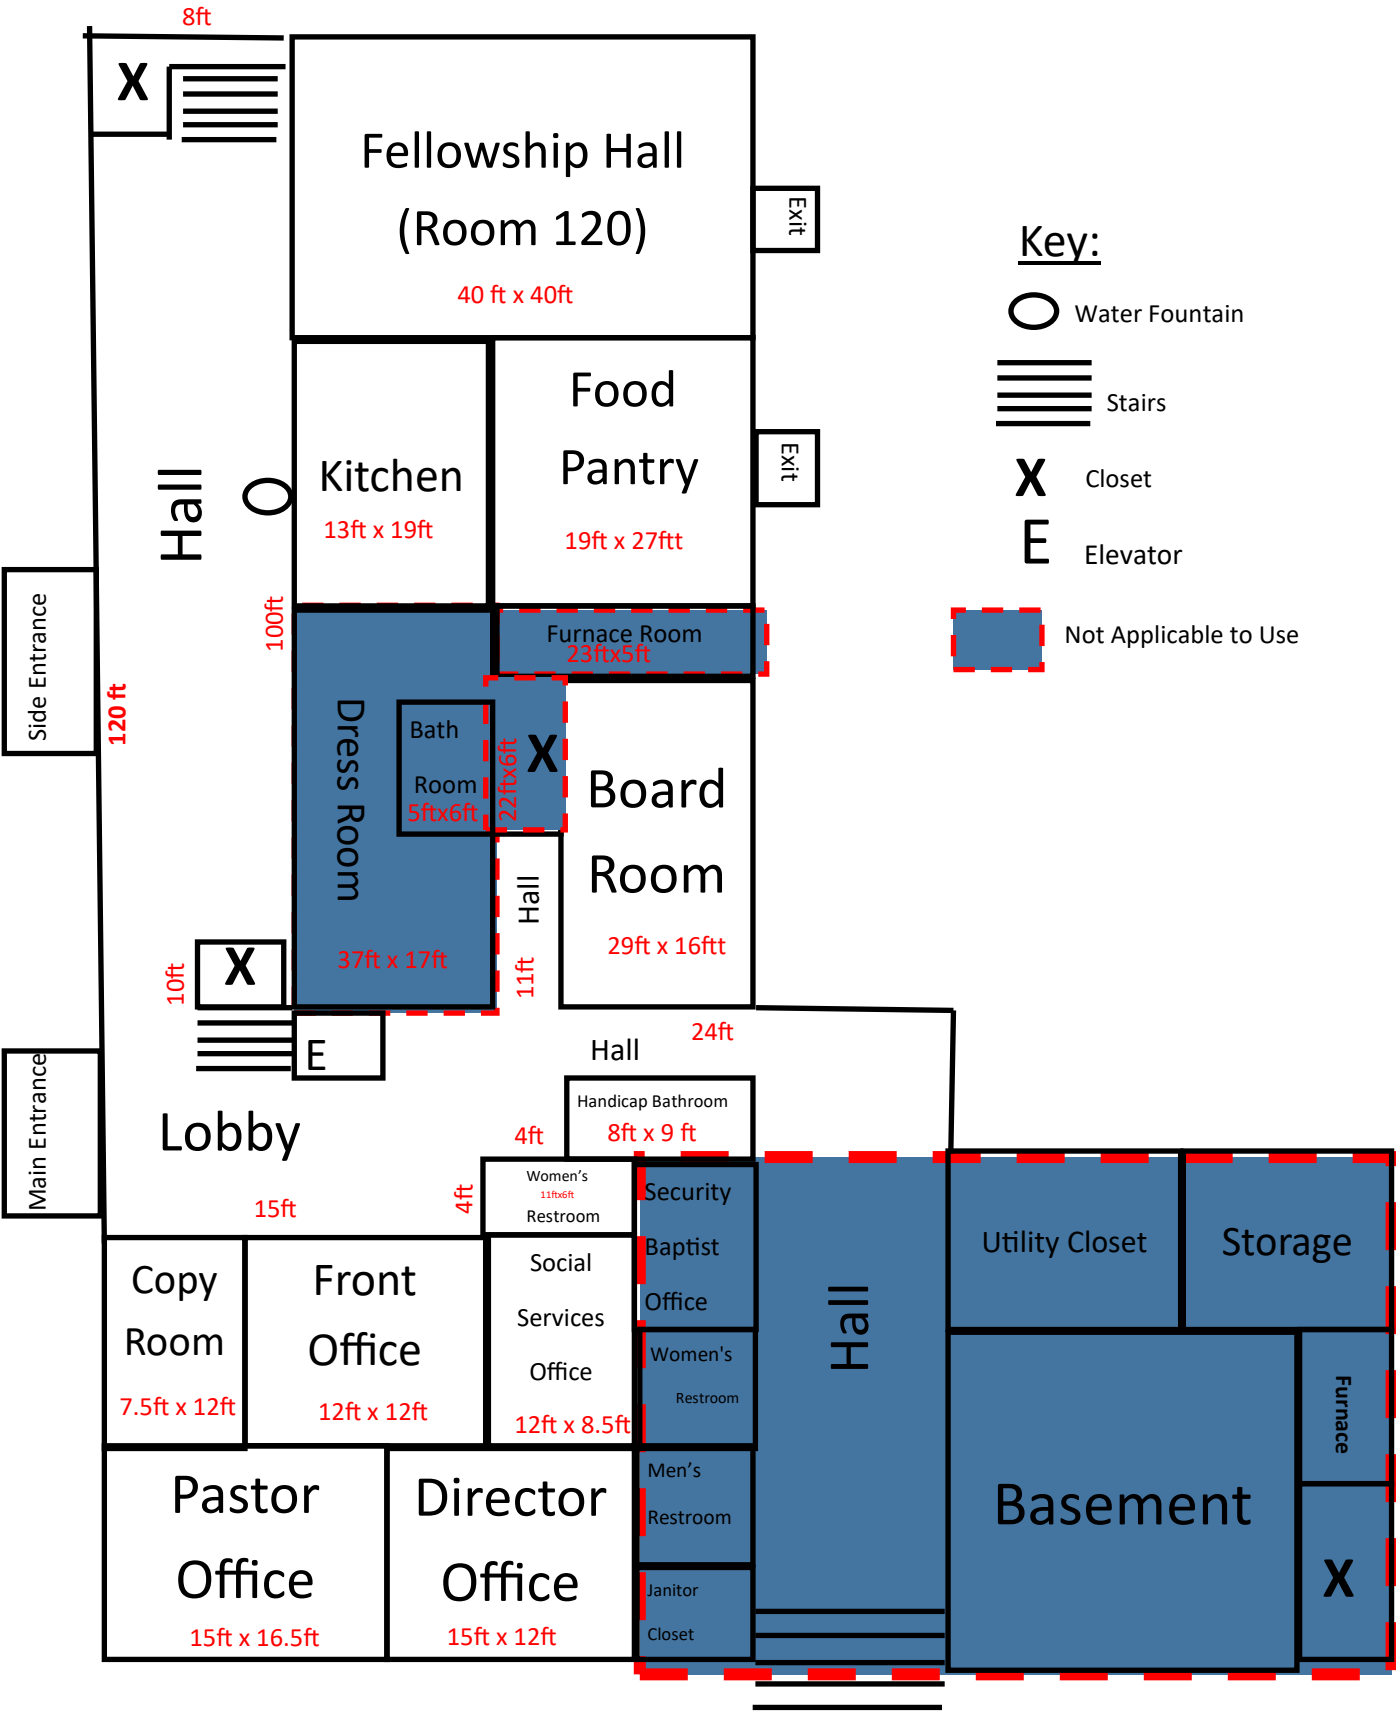 8ft
X
Fellowship Hall
(Room 120)
40 ft x 40ft
Exit
Key:
Water Fountain
Stairs
X
Closet
E
Elevator
Not Applicable to Use
Hall
Kitchen
13ft x 19ft
Food
Pantry
19ft x 27ftt
Exit
100ft
Side Entrance
120 ft
Furnace Room
23ftx5ft
Dress Room
37ft x 17ft
Bath
Room
5ftx6ft
22ftx6ft
X
Board
Room
29ft x 16ftt
Hall
11ft
10ft
X
E
24ft
Hall
Main Entrance
Lobby
15ft
Handicap Bathroom
8ft x 9 ft
4ft
4ft
Women’s
11ftx6ft
Restroom
Security
Baptist
Office
Hall
Utility Closet
Storage
Copy
Room
7.5ft x 12ft
Front
Office
12ft x 12ft
Social
Services
Office
12ft x 8.5ft
Women's
Restroom
Basement
Furnace
X
Pastor
Office
15ft x 16.5ft
Director
Office
15ft x 12ft
Men’s
Restroom
Janitor
Closet